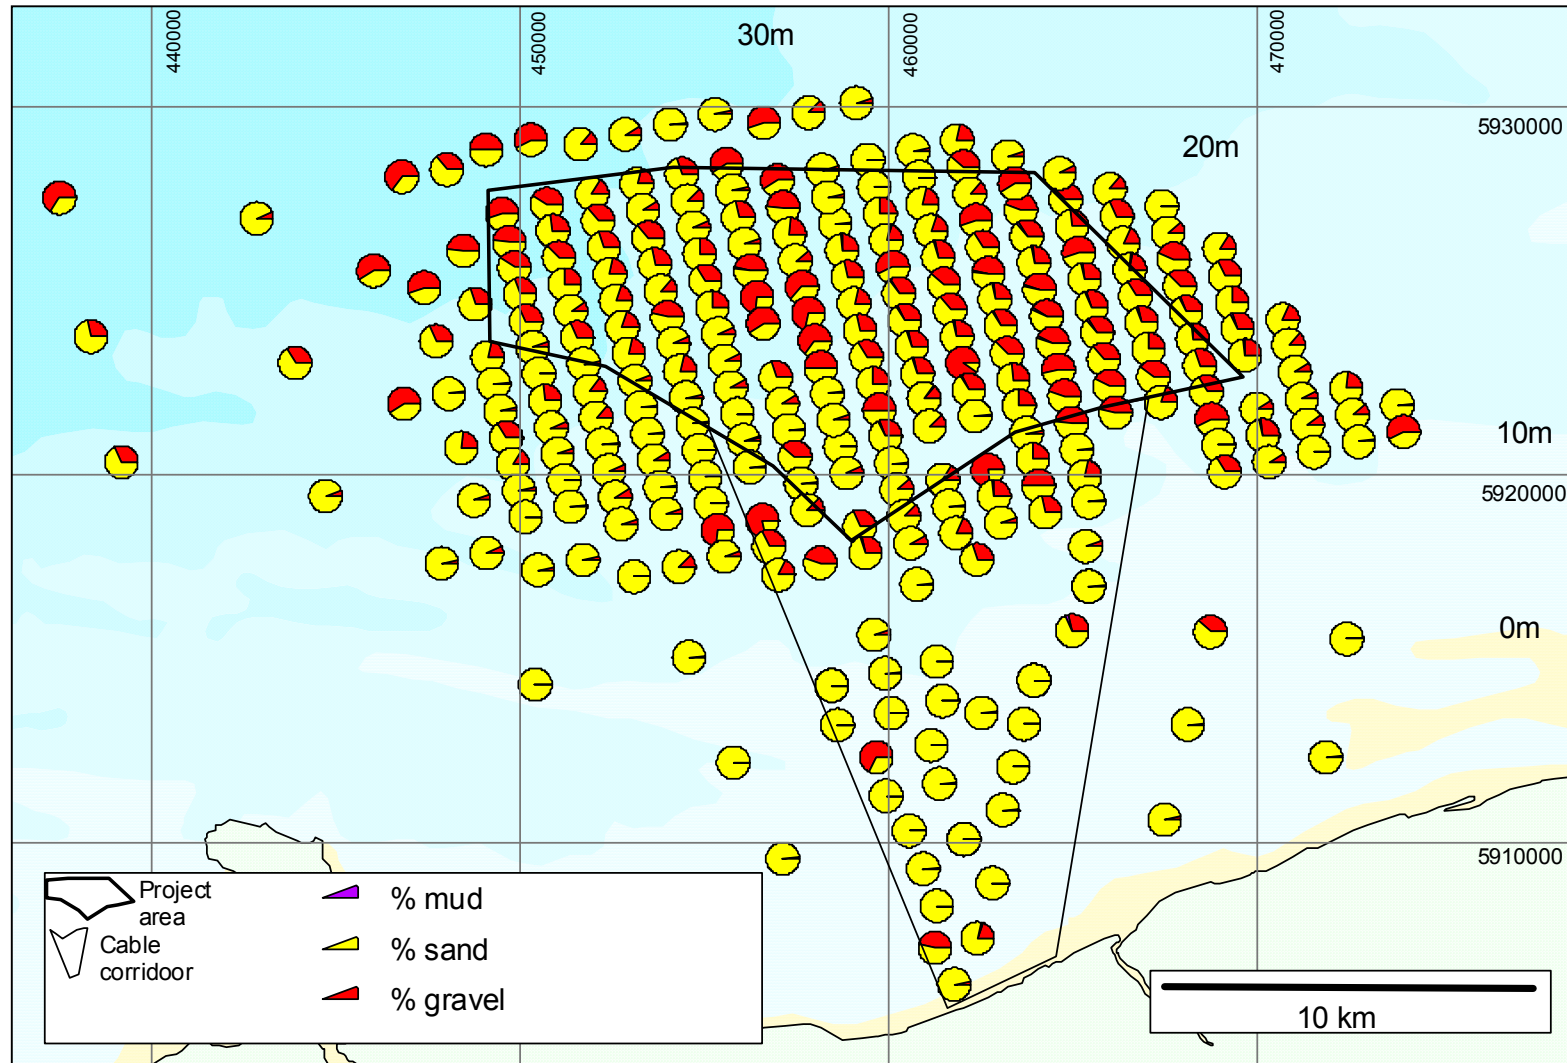 440000
450000
30m
460000
470000
5930000
20m
10m
5920000
0m
5910000
Project
area
Cable
corridoor
% mud
% sand
% gravel
10 km